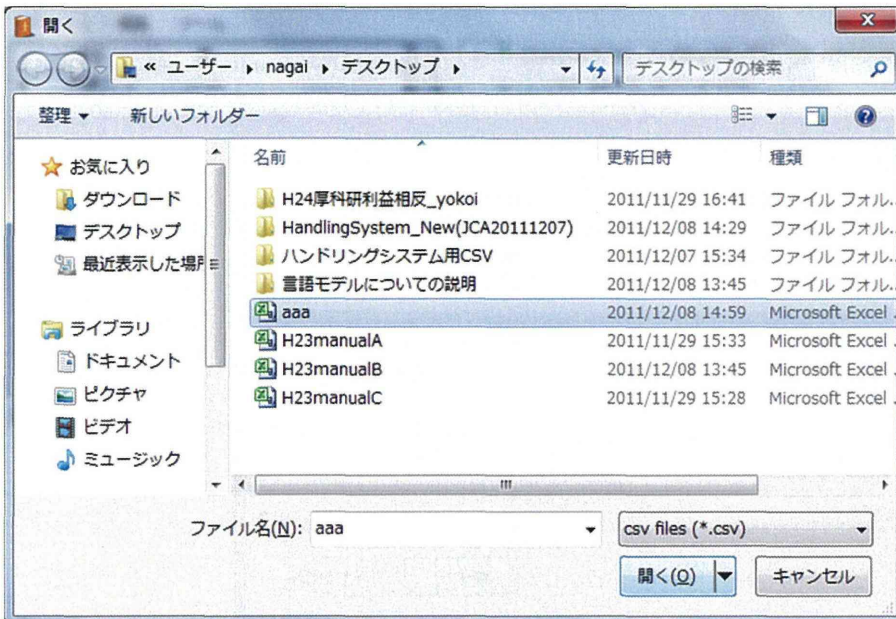 開く
« ユーザー ▸ nagai ▸ デスクトップ ▸
デスクトップの検索
整理 ▼ 新しいフォルダー
お気に入り
ダウンロード
デスクトップ
最近表示した場所
ライブラリ
ドキュメント
ピクチャ
ビデオ
ミュージック
名前 更新日時 種類
H24厚科研利益相反_yokoi 2011/11/29 16:41 ファイル フォル..
HandlingSystem_New(JCA20111207) 2011/12/08 14:29 ファイル フォル..
ハンドリングシステム用CSV 2011/12/07 15:34 ファイル フォル..
言語モデルについての説明 2011/12/08 13:45 ファイル フォル..
aaa 2011/12/08 14:59 Microsoft Excel .
H23manualA 2011/11/29 15:33 Microsoft Excel .
H23manualB 2011/12/08 13:45 Microsoft Excel .
H23manualC 2011/11/29 15:28 Microsoft Excel .
ファイル名(N): aaa csv files (*.csv)
開く(O) キャンセル